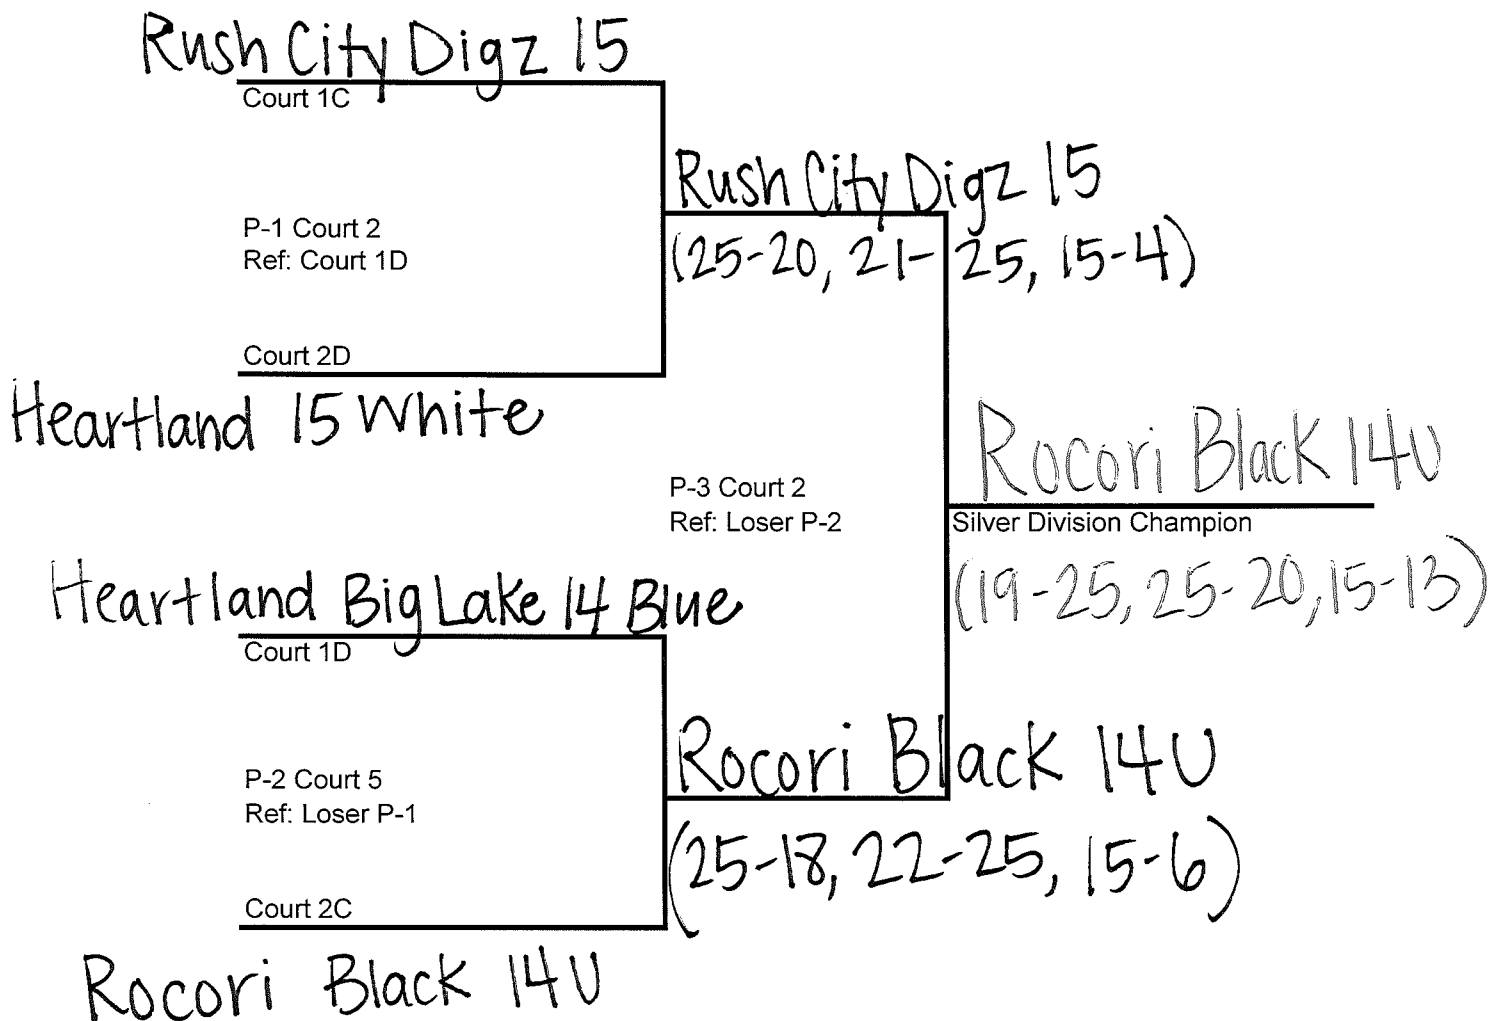 Rush City Digz 15
Court 1C
Rush City Digz 15
P-1 Court 2
Ref: Court 1D
(25-20, 21-25, 15-4)
Court 2D
Heartland 15 White
Rocori Black 14U
P-3 Court 2
Ref: Loser P-2
Silver Division Champion
(19-25, 25-20, 15-13)
Heartland Big Lake 14 Blue
Court 1D
Rocori Black 14U
P-2 Court 5
Ref: Loser P-1
(25-18, 22-25, 15-6)
Court 2C
Rocori Black 14U